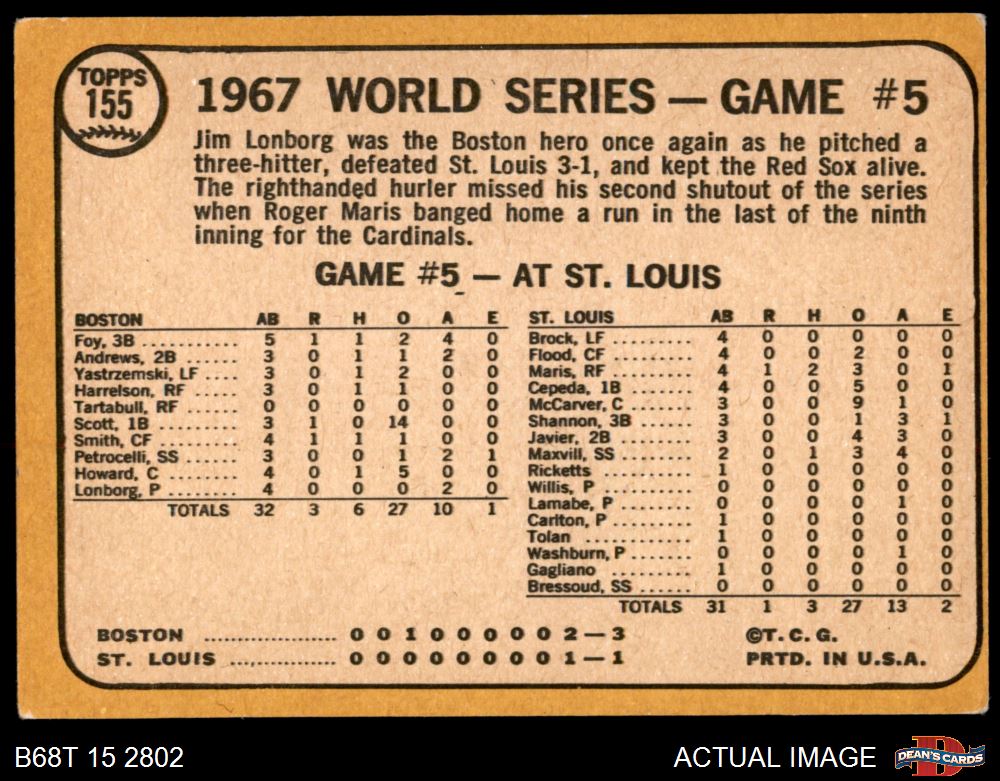 TOPPS
155
1967 WORLD SERIES — GAME #5
Jim Lonborg was the Boston hero once again as he pitched a
three-hitter, defeated St. Louis 3-1, and kept the Red Sox alive.
The righthanded hurler missed his second shutout of the series
when Roger Maris banged home a run in the last of the ninth
inning for the Cardinals.
GAME #5 — AT ST. LOUIS
BOSTON AB R H O A E
Foy, 3B ........... 5 1 1 2 4 0
Andrews, 2B ...... 3 0 1 1 2 0
Yastrzemski, LF .... 3 0 1 2 0 0
Harrelson, RF ...... 3 0 1 1 0 0
Tartabull, RF ....... 0 0 0 0 0 0
Scott, 1B .......... 3 1 0 14 0 0
Smith, CF ......... 4 1 1 1 0 0
Petrocelli, SS ...... 3 0 0 1 2 1
Howard, C ........ 4 0 1 5 0 0
Lonborg, P ........ 4 0 0 0 2 0
TOTALS 32 3 6 27 10 1
ST. LOUIS AB R H O A E
Brock, LF .......... 4 0 0 0 0 0
Flood, CF .......... 4 0 0 2 0 0
Maris, RF .......... 4 1 2 3 0 1
Cepeda, 1B ........ 4 0 0 5 0 0
McCarver, C ....... 3 0 0 9 1 0
Shannon, 3B ....... 3 0 0 1 3 1
Javier, 2B ......... 3 0 0 4 3 0
Maxvill, SS ........ 2 0 1 3 4 0
Ricketts ........... 1 0 0 0 0 0
Willis, P ........... 0 0 0 0 0 0
Lamabe, P ......... 0 0 0 0 1 0
Carlton, P ......... 1 0 0 0 0 0
Tolan ............. 1 0 0 0 0 0
Washburn, P ....... 0 0 0 0 1 0
Gagliano .......... 1 0 0 0 0 0
Bressoud, SS ...... 0 0 0 0 0 0
TOTALS 31 1 3 27 13 2
BOSTON .................... 0 0 1 0 0 0 0 0 2 — 3
ST. LOUIS ................ 0 0 0 0 0 0 0 0 1 — 1
©T. C. G.
PRTD. IN U.S.A.
B68T 15 2802
ACTUAL IMAGE
DEAN'S CARDS